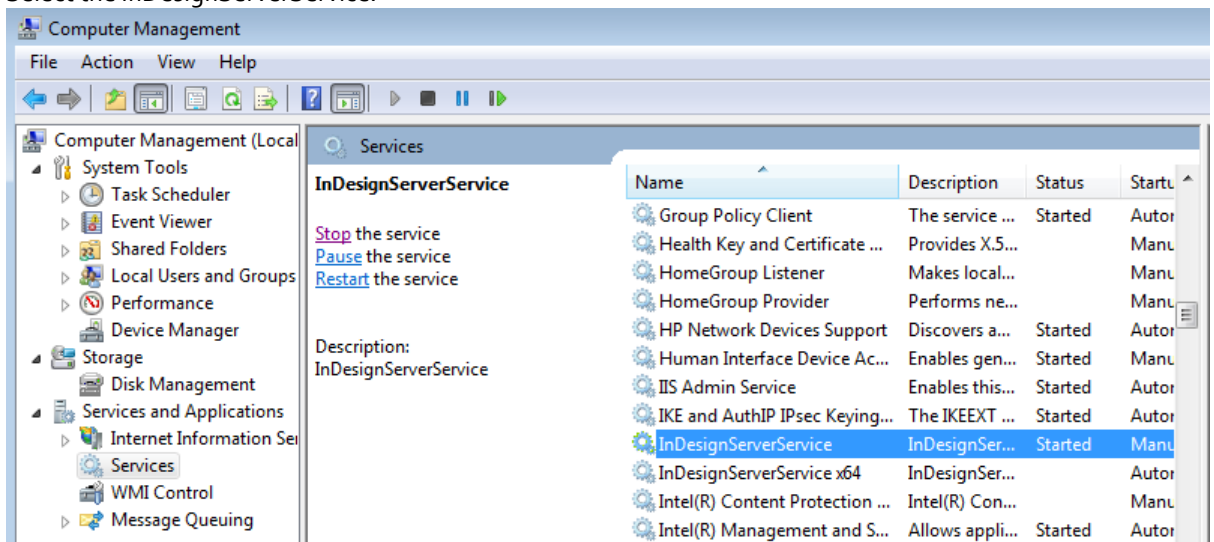 Select the InDesignServerService.
Computer Management
File Action View Help
Computer Management (Local
System Tools
Task Scheduler
Event Viewer
Shared Folders
Local Users and Groups
Performance
Device Manager
Storage
Disk Management
Services and Applications
Internet Information Ser
Services
WMI Control
Message Queuing
Services
InDesignServerService
Stop the service
Pause the service
Restart the service
Description:
InDesignServerService
Name Description Status Startu
Group Policy Client The service ... Started Autor
Health Key and Certificate ... Provides X.5... Manu
HomeGroup Listener Makes local... Manu
HomeGroup Provider Performs ne... Manu
HP Network Devices Support Discovers a... Started Autor
Human Interface Device Ac... Enables gen... Started Manu
IIS Admin Service Enables this... Started Autor
IKE and AuthIP IPsec Keying... The IKEEXT ... Started Autor
InDesignServerService InDesignSer... Started Manu
InDesignServerService x64 InDesignSer... Autor
Intel(R) Content Protection ... Intel(R) Con... Manu
Intel(R) Management and S... Allows appli... Started Autor